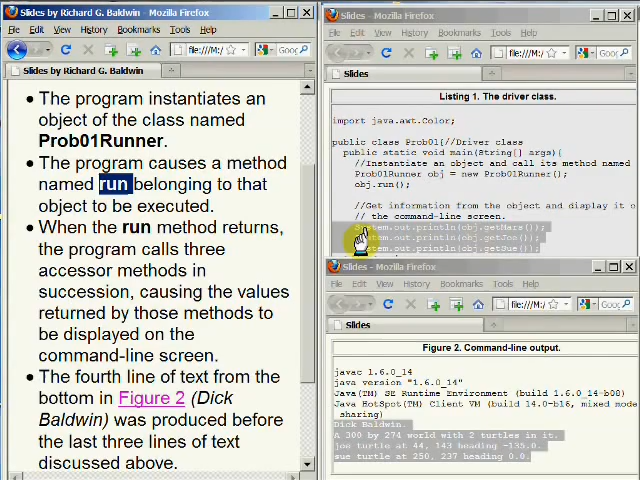 Slides by Richard G. Baldwin - Mozilla Firefox
File Edit View History Bookmarks Tools Help
file:///M:/
Goog
Slides by Richard G. Baldwin
• The program instantiates an
object of the class named
Prob01Runner.
• The program causes a method
named run belonging to that
object to be executed.
• When the run method returns,
the program calls three
accessor methods in
succession, causing the values
returned by those methods to
be displayed on the
command-line screen.
• The fourth line of text from the
bottom in Figure 2 (Dick
Baldwin) was produced before
the last three lines of text
discussed above.
Slides - Mozilla Firefox
File Edit View History Bookmarks Tools Help
file:///M:/
Goog
Slides
Listing 1. The driver class.
import java.awt.Color;
public class Prob01{//Driver class
public static void main(String[] args){
//Instantiate an object and call its method named
Prob01Runner obj = new Prob01Runner();
obj.run();
//Get information from the object and display it o
// the command-line screen.
System.out.println(obj.getMars());
System.out.println(obj.getJoe());
System.out.println(obj.getSue());
Slides - Mozilla Firefox
File Edit View History Bookmarks Tools Help
file:///M:/
Goog
Slides
Figure 2. Command-line output.
javac 1.6.0_14
java version "1.6.0_14"
Java(TM) SE Runtime Environment (build 1.6.0_14-b08)
Java HotSpot(TM) Client VM (build 14.0-b16, mixed mode
sharing)
Dick Baldwin.
A 300 by 274 world with 2 turtles in it.
joe turtle at 44, 143 heading -135.0.
sue turtle at 250, 237 heading 0.0.